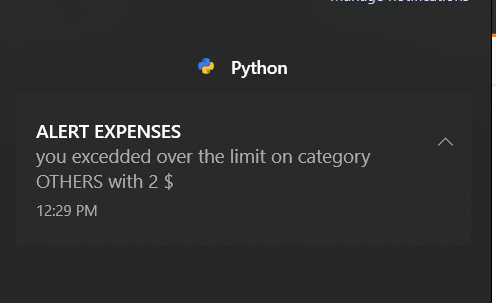 Manage notifications
Python
ALERT EXPENSES
you excedded over the limit on category
OTHERS with 2 $
12:29 PM